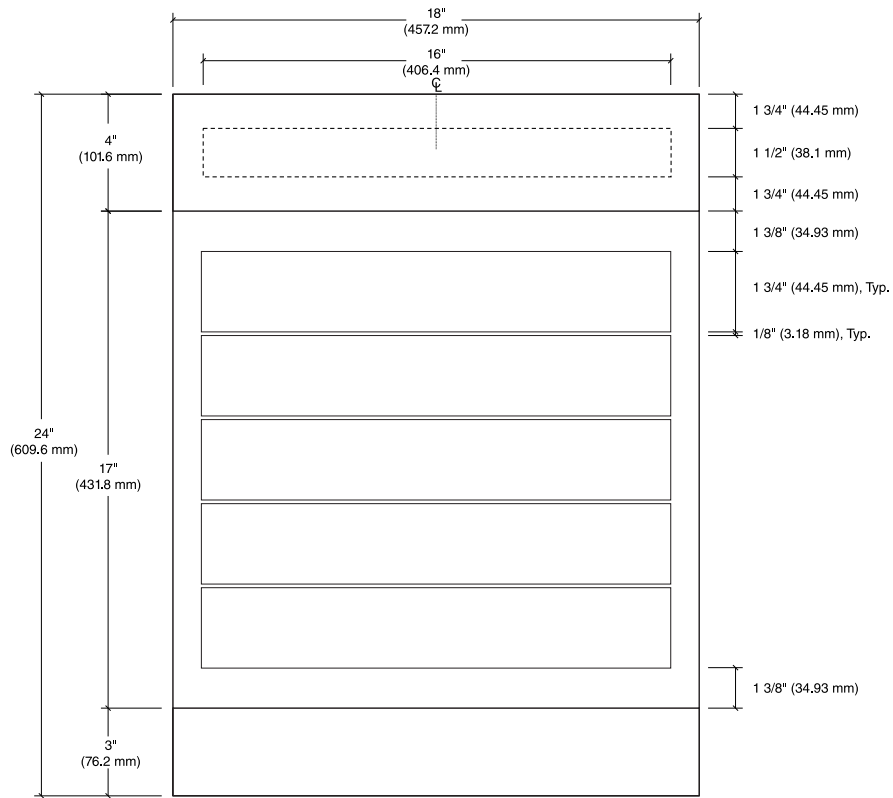 18"
(457.2 mm)
16"
(406.4 mm)
℄
4"
(101.6 mm)
1 3/4" (44.45 mm)
1 1/2" (38.1 mm)
1 3/4" (44.45 mm)
1 3/8" (34.93 mm)
1 3/4" (44.45 mm), Typ.
1/8" (3.18 mm), Typ.
24"
(609.6 mm)
17"
(431.8 mm)
1 3/8" (34.93 mm)
3"
(76.2 mm)